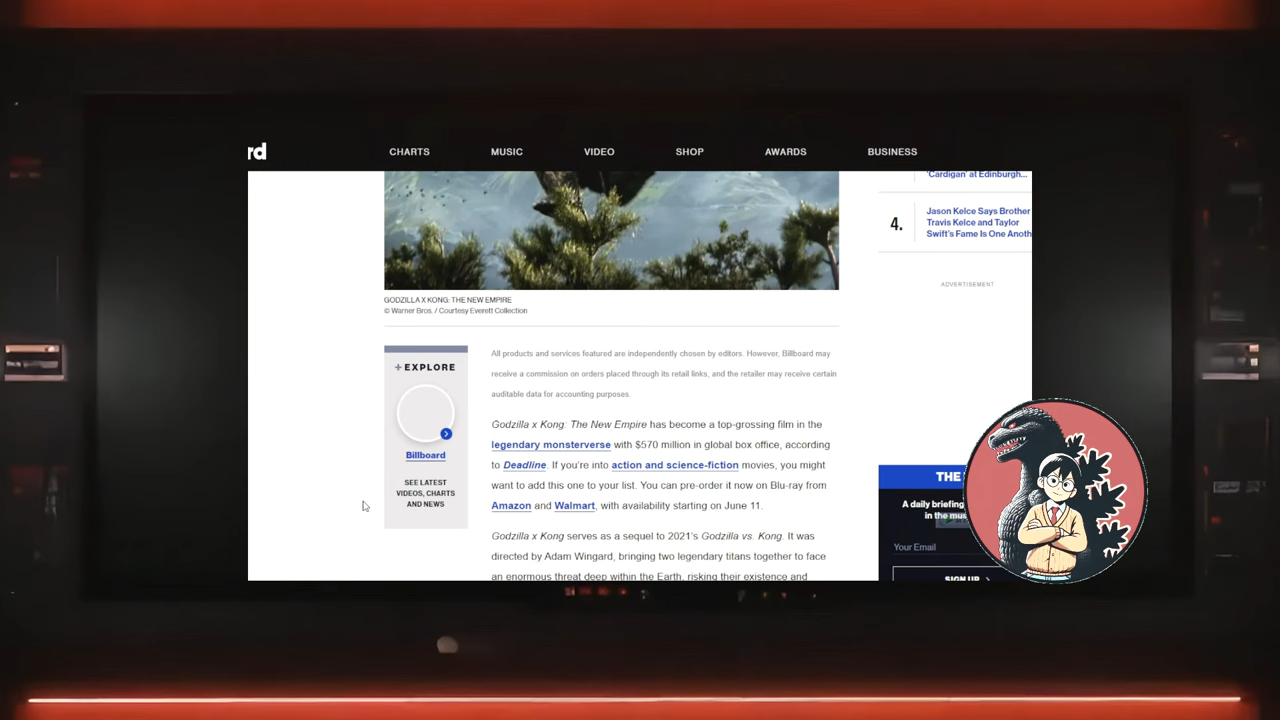 rd
CHARTS MUSIC VIDEO SHOP AWARDS BUSINESS
'Cardigan' at Edinburgh...
4.
Jason Kelce Says Brother
Travis Kelce and Taylor
Swift's Fame Is One Anoth
ADVERTISEMENT
GODZILLA X KONG: THE NEW EMPIRE
© Warner Bros. / Courtesy Everett Collection
+ EXPLORE
Billboard
SEE LATEST
VIDEOS, CHARTS
AND NEWS
All products and services featured are independently chosen by editors. However, Billboard may
receive a commission on orders placed through its retail links, and the retailer may receive certain
auditable data for accounting purposes.
Godzilla x Kong: The New Empire has become a top-grossing film in the
legendary monsterverse with $570 million in global box office, according
to Deadline. If you're into action and science-fiction movies, you might
want to add this one to your list. You can pre-order it now on Blu-ray from
Amazon and Walmart, with availability starting on June 11.
Godzilla x Kong serves as a sequel to 2021's Godzilla vs. Kong. It was
directed by Adam Wingard, bringing two legendary titans together to face
an enormous threat deep within the Earth, risking their existence and
THE
A daily briefing
in the mus
Your Email
SIGN UP